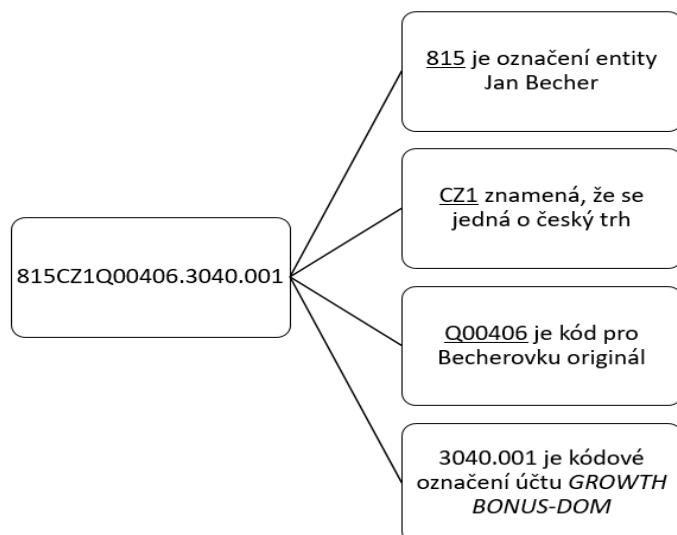 815CZ1Q00406.3040.001
815 je označení entity
Jan Becher
CZ1 znamená, že se
jedná o český trh
Q00406 je kód pro
Becherovku originál
3040.001 je kódové
označení účtu GROWTH
BONUS-DOM